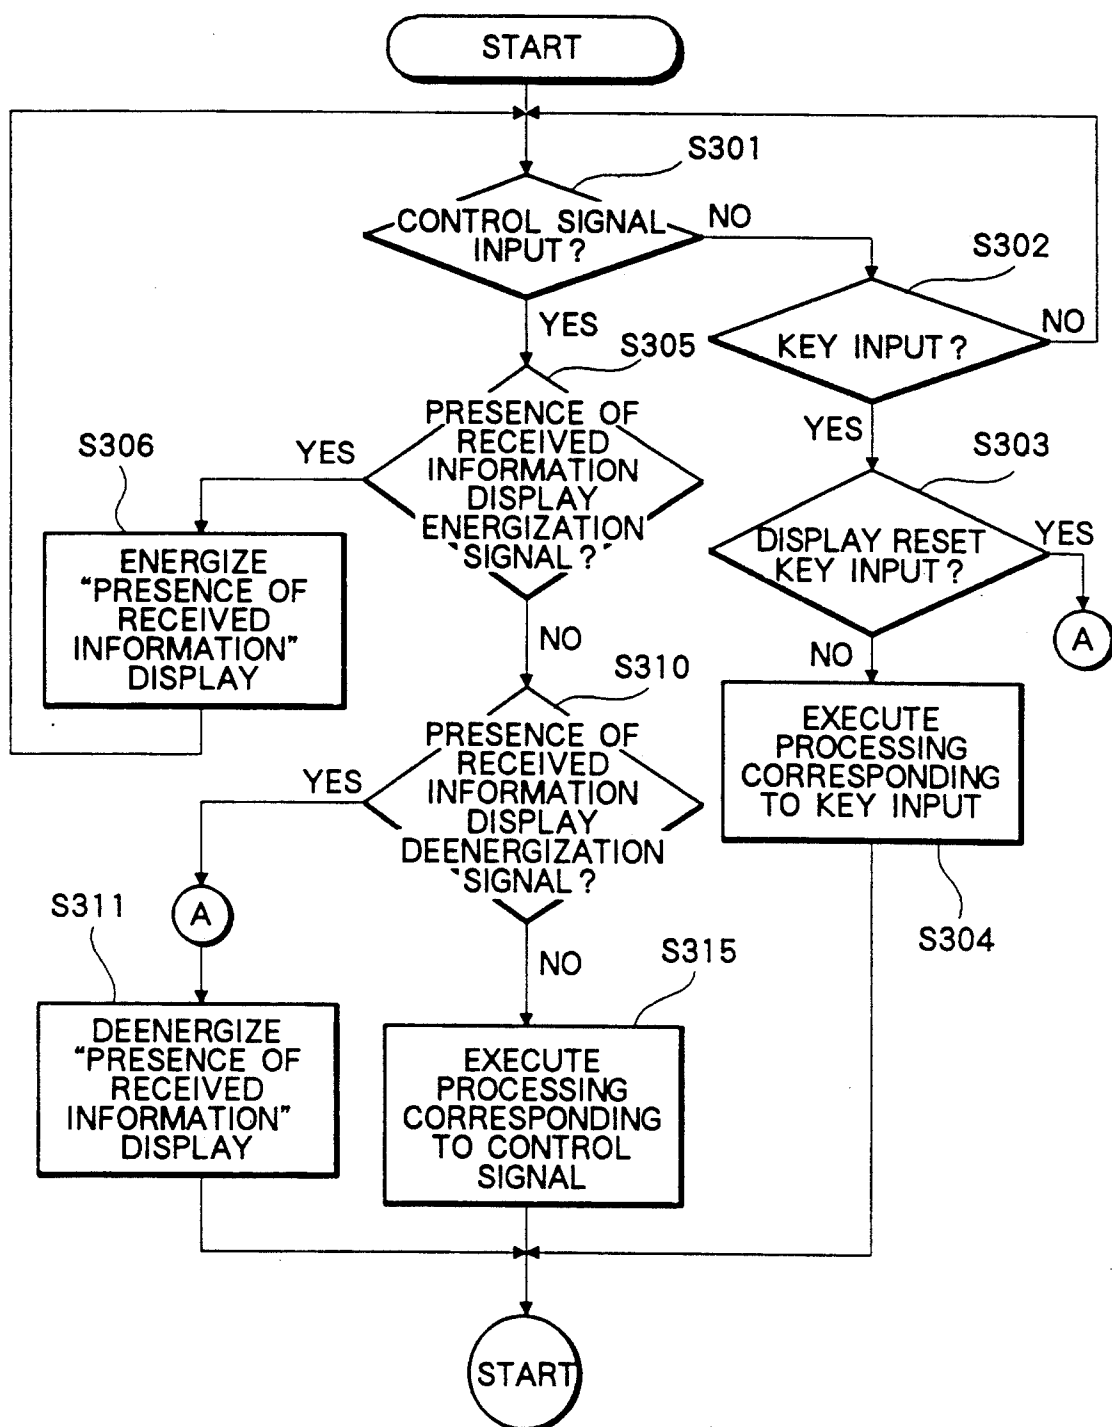 START
S301
CONTROL SIGNAL
INPUT?
NO
S302
KEY INPUT?
NO
YES
S305
PRESENCE OF
RECEIVED
INFORMATION
DISPLAY
ENERGIZATION
SIGNAL?
YES
S306
ENERGIZE
"PRESENCE OF
RECEIVED
INFORMATION"
DISPLAY
YES
S303
DISPLAY RESET
KEY INPUT?
YES
A
NO
S310
PRESENCE OF
RECEIVED
INFORMATION
DISPLAY
DEENERGIZATION
SIGNAL?
YES
NO
EXECUTE
PROCESSING
CORRESPONDING
TO KEY INPUT
S304
A
S311
DEENERGIZE
"PRESENCE OF
RECEIVED
INFORMATION"
DISPLAY
NO
S315
EXECUTE
PROCESSING
CORRESPONDING
TO CONTROL
SIGNAL
START